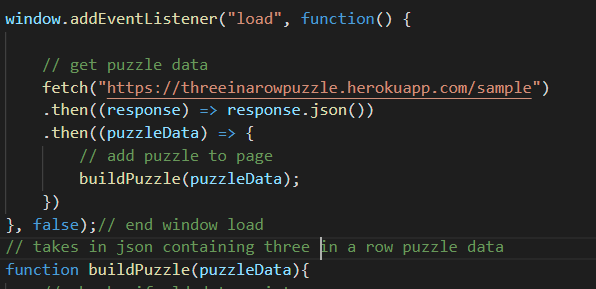 window.addEventListener("load", function() {
// get puzzle data
fetch("https://threeinarowpuzzle.herokuapp.com/sample")
.then((response) => response.json())
.then((puzzleData) => {
// add puzzle to page
buildPuzzle(puzzleData);
})
}, false);// end window load
// takes in json containing three in a row puzzle data
function buildPuzzle(puzzleData){